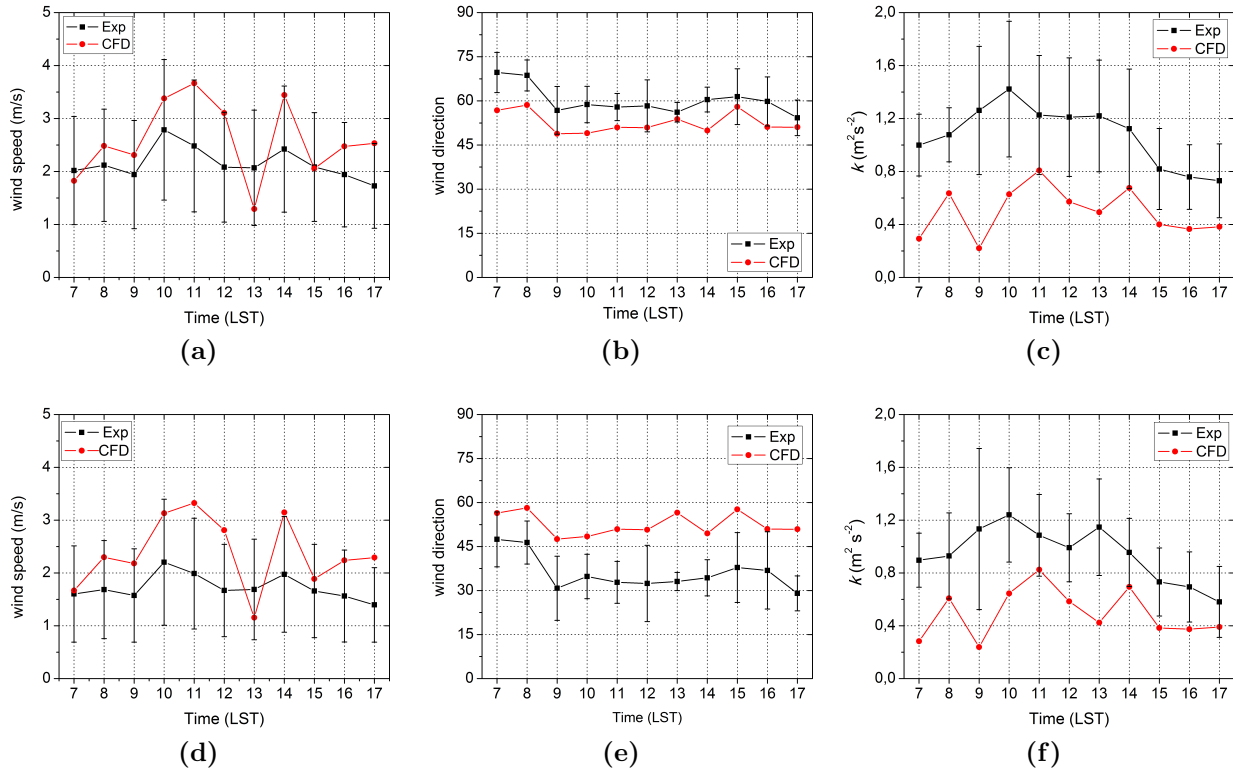 5
4
3
2
1
0
wind speed (m/s)
Exp
CFD
7 8 9 10 11 12 13 14 15 16 17
Time (LST)
(a)
90
75
60
45
30
15
0
wind direction
Exp
CFD
7 8 9 10 11 12 13 14 15 16 17
Time (LST)
(b)
2,0
1,6
1,2
0,8
0,4
0,0
k (m²s⁻²)
Exp
CFD
7 8 9 10 11 12 13 14 15 16 17
Time (LST)
(c)
5
4
3
2
1
0
wind speed (m/s)
Exp
CFD
7 8 9 10 11 12 13 14 15 16 17
Time (LST)
(d)
90
75
60
45
30
15
0
wind direction
Exp
CFD
7 8 9 10 11 12 13 14 15 16 17
Time (LST)
(e)
2,0
1,6
1,2
0,8
0,4
0,0
k (m² s⁻²)
Exp
CFD
7 8 9 10 11 12 13 14 15 16 17
Time (LST)
(f)